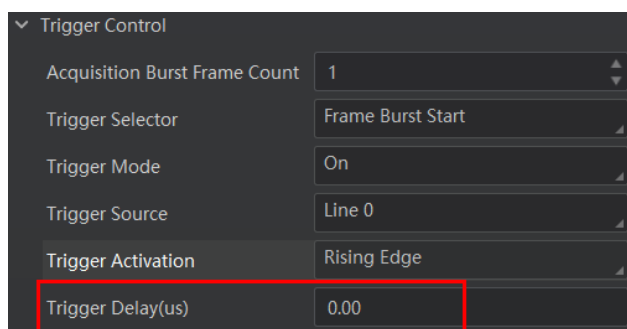 Trigger Control
Acquisition Burst Frame Count 1
Trigger Selector Frame Burst Start
Trigger Mode On
Trigger Source Line 0
Trigger Activation Rising Edge
Trigger Delay(us) 0.00